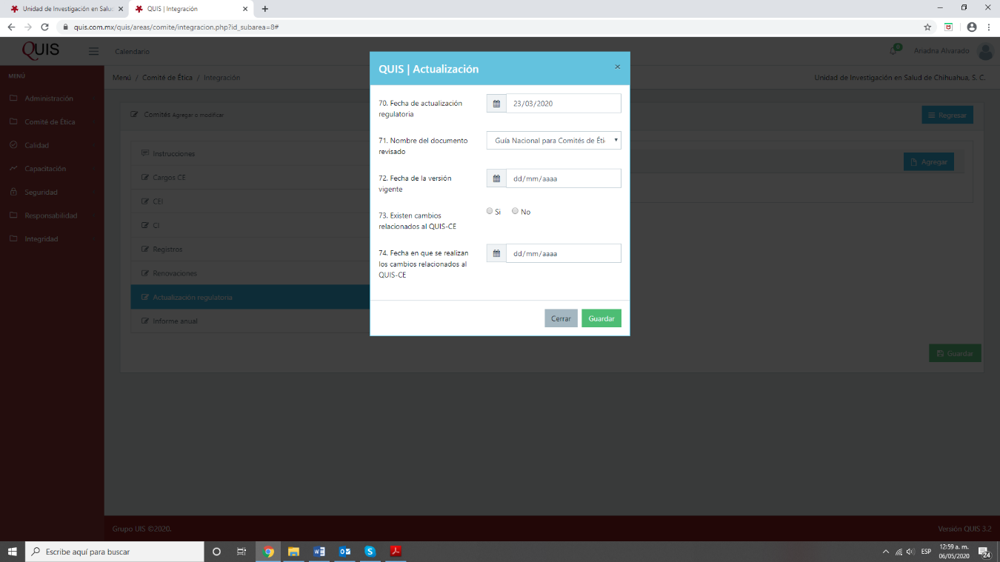 Unidad de Investigación en Salud
QUIS | Integración
quis.com.mx/quis/areas/comite/integracion.php?id_subarea=8#
QUIS
Calendario
0
Ariadna Alvarado
MENÚ
Menú / Comité de Ética / Integración
Unidad de Investigación en Salud de Chihuahua, S. C.
Administración
Comité de Ética
Calidad
Capacitación
Seguridad
Responsabilidad
Integridad
Comités Agregar o modificar
Regresar
Instrucciones
Cargos CE
CEI
CI
Registros
Renovaciones
Actualización regulatoria
Informe anual
Agregar
Guardar
QUIS | Actualización
×
70. Fecha de actualización
regulatoria
23/03/2020
71. Nombre del documento
revisado
Guía Nacional para Comités de Éti
72. Fecha de la versión
vigente
dd/mm/aaaa
73. Existen cambios
relacionados al QUIS-CE
Si No
74. Fecha en que se realizan
los cambios relacionados al
QUIS-CE
dd/mm/aaaa
Cerrar Guardar
Grupo UIS ©2020.
Versión QUIS 3.2
Escribe aquí para buscar
ESP
12:59 a. m.
06/05/2020
24